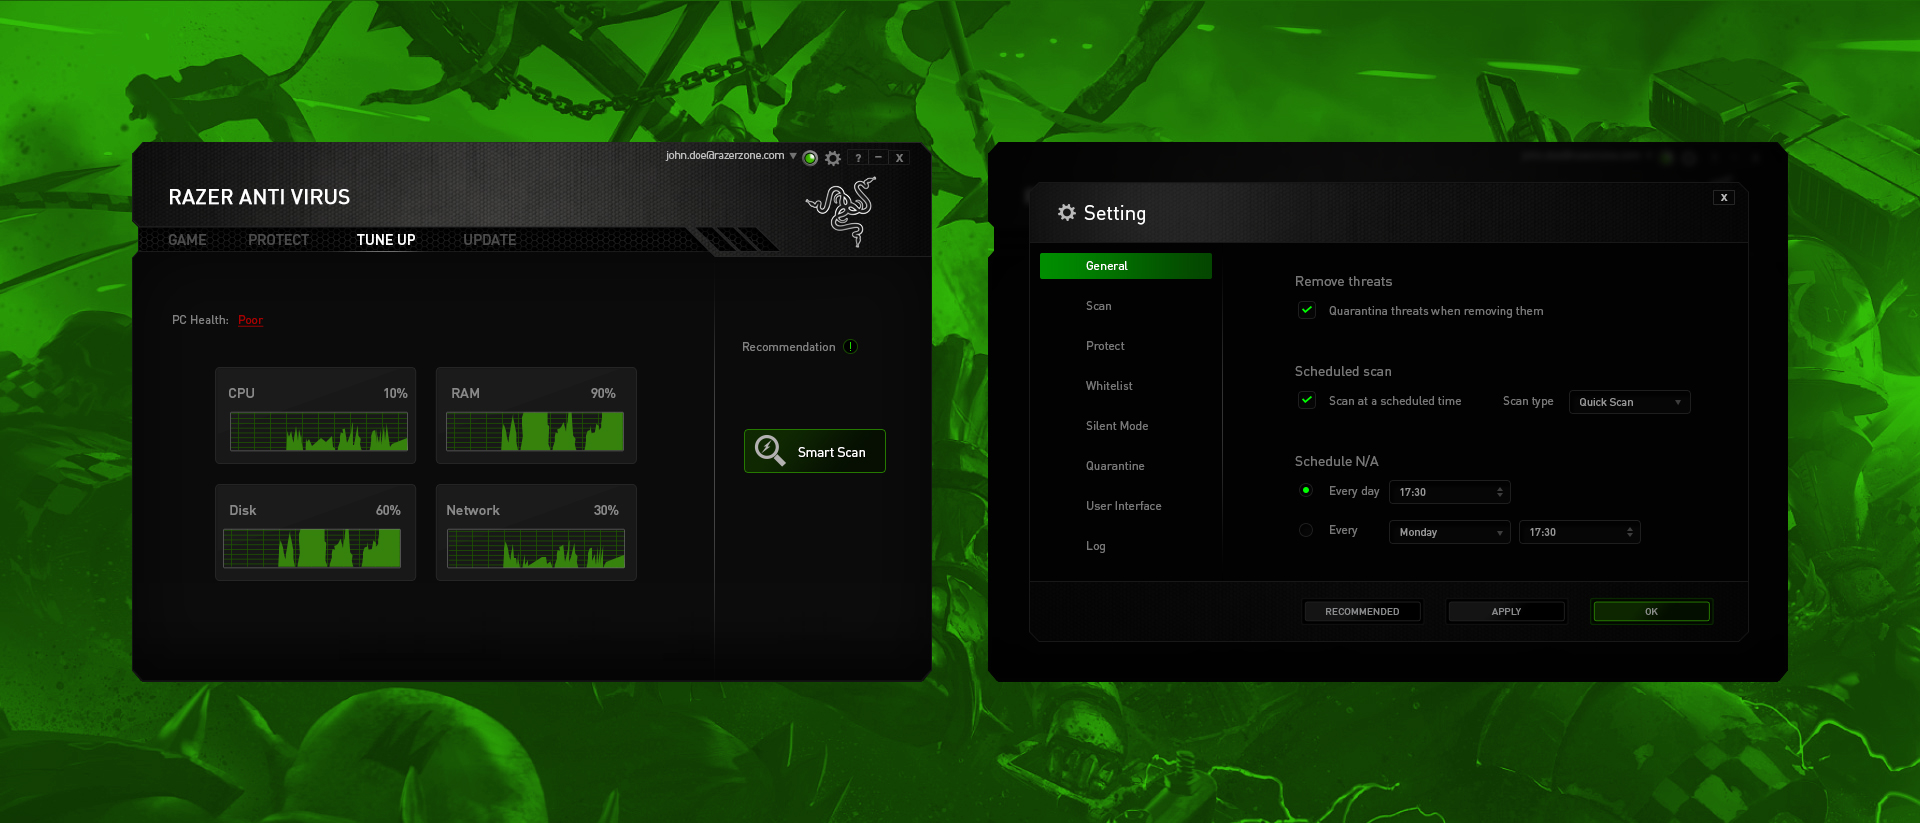 john.doe@razerzone.com
? – X
RAZER ANTI VIRUS
GAME PROTECT TUNE UP UPDATE
PC Health: Poor
Recommendation !
CPU 10%
RAM 90%
Smart Scan
Disk 60%
Network 30%
X
Setting
General
Scan
Protect
Whitelist
Silent Mode
Quarantine
User Interface
Log
Remove threats
Quarantina threats when removing them
Scheduled scan
Scan at a scheduled time Scan type Quick Scan
Schedule N/A
Every day 17:30
Every Monday 17:30
RECOMMENDED APPLY OK